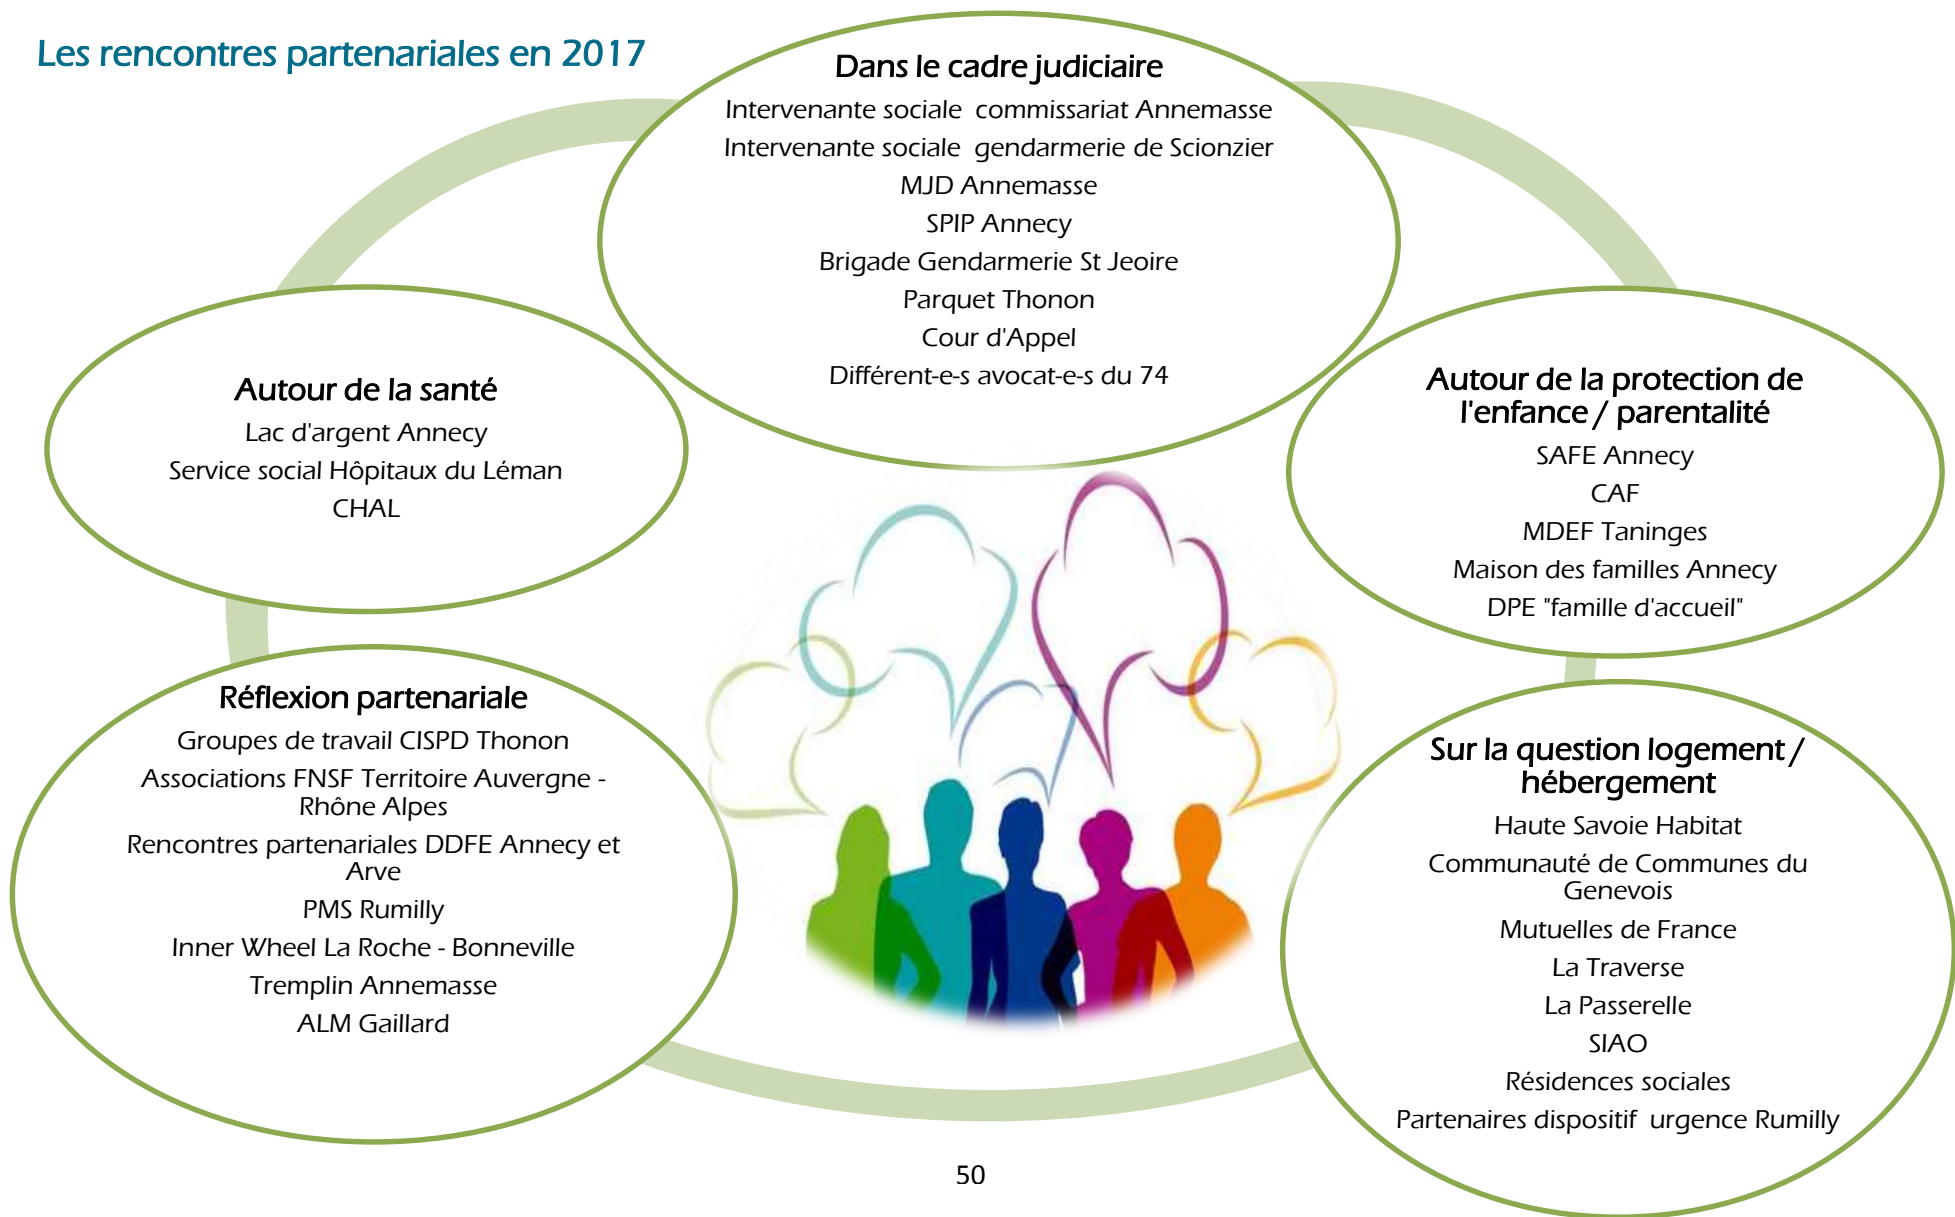 Les rencontres partenariales en 2017
Dans le cadre judiciaire
Intervenante sociale commissariat Annemasse
Intervenante sociale gendarmerie de Scionzier
MJD Annemasse
SPIP Annecy
Brigade Gendarmerie St Jeoire
Parquet Thonon
Cour d'Appel
Différent-e-s avocat-e-s du 74
Autour de la protection de
l'enfance / parentalité
SAFE Annecy
CAF
MDEF Taninges
Maison des familles Annecy
DPE "famille d'accueil"
Sur la question logement /
hébergement
Haute Savoie Habitat
Communauté de Communes du
Genevois
Mutuelles de France
La Traverse
La Passerelle
SIAO
Résidences sociales
Partenaires dispositif urgence Rumilly
Réflexion partenariale
Groupes de travail CISPD Thonon
Associations FNSF Territoire Auvergne -
Rhône Alpes
Rencontres partenariales DDFE Annecy et
Arve
PMS Rumilly
Inner Wheel La Roche - Bonneville
Tremplin Annemasse
ALM Gaillard
Autour de la santé
Lac d'argent Annecy
Service social Hôpitaux du Léman
CHAL
50